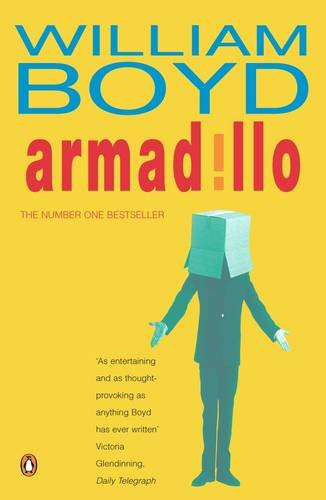 WILLIAM
BOYD
armad!llo
THE NUMBER ONE BESTSELLER
'As entertaining
and as thought-
provoking as
anything Boyd
has ever written'
Victoria
Glendinning,
Daily Telegraph